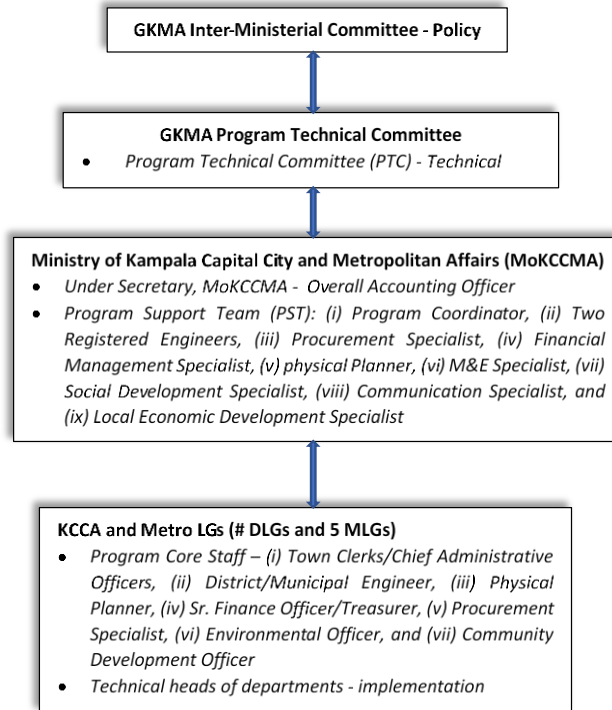 GKMA Inter-Ministerial Committee - Policy
GKMA Program Technical Committee
• Program Technical Committee (PTC) - Technical
Ministry of Kampala Capital City and Metropolitan Affairs (MoKCCMA)
• Under Secretary, MoKCCMA - Overall Accounting Officer
• Program Support Team (PST): (i) Program Coordinator, (ii) Two
Registered Engineers, (iii) Procurement Specialist, (iv) Financial
Management Specialist, (v) physical Planner, (vi) M&E Specialist, (vii)
Social Development Specialist, (viii) Communication Specialist, and
(ix) Local Economic Development Specialist
KCCA and Metro LGs (# DLGs and 5 MLGs)
• Program Core Staff – (i) Town Clerks/Chief Administrative
Officers, (ii) District/Municipal Engineer, (iii) Physical
Planner, (iv) Sr. Finance Officer/Treasurer, (v) Procurement
Specialist, (vi) Environmental Officer, and (vii) Community
Development Officer
• Technical heads of departments - implementation